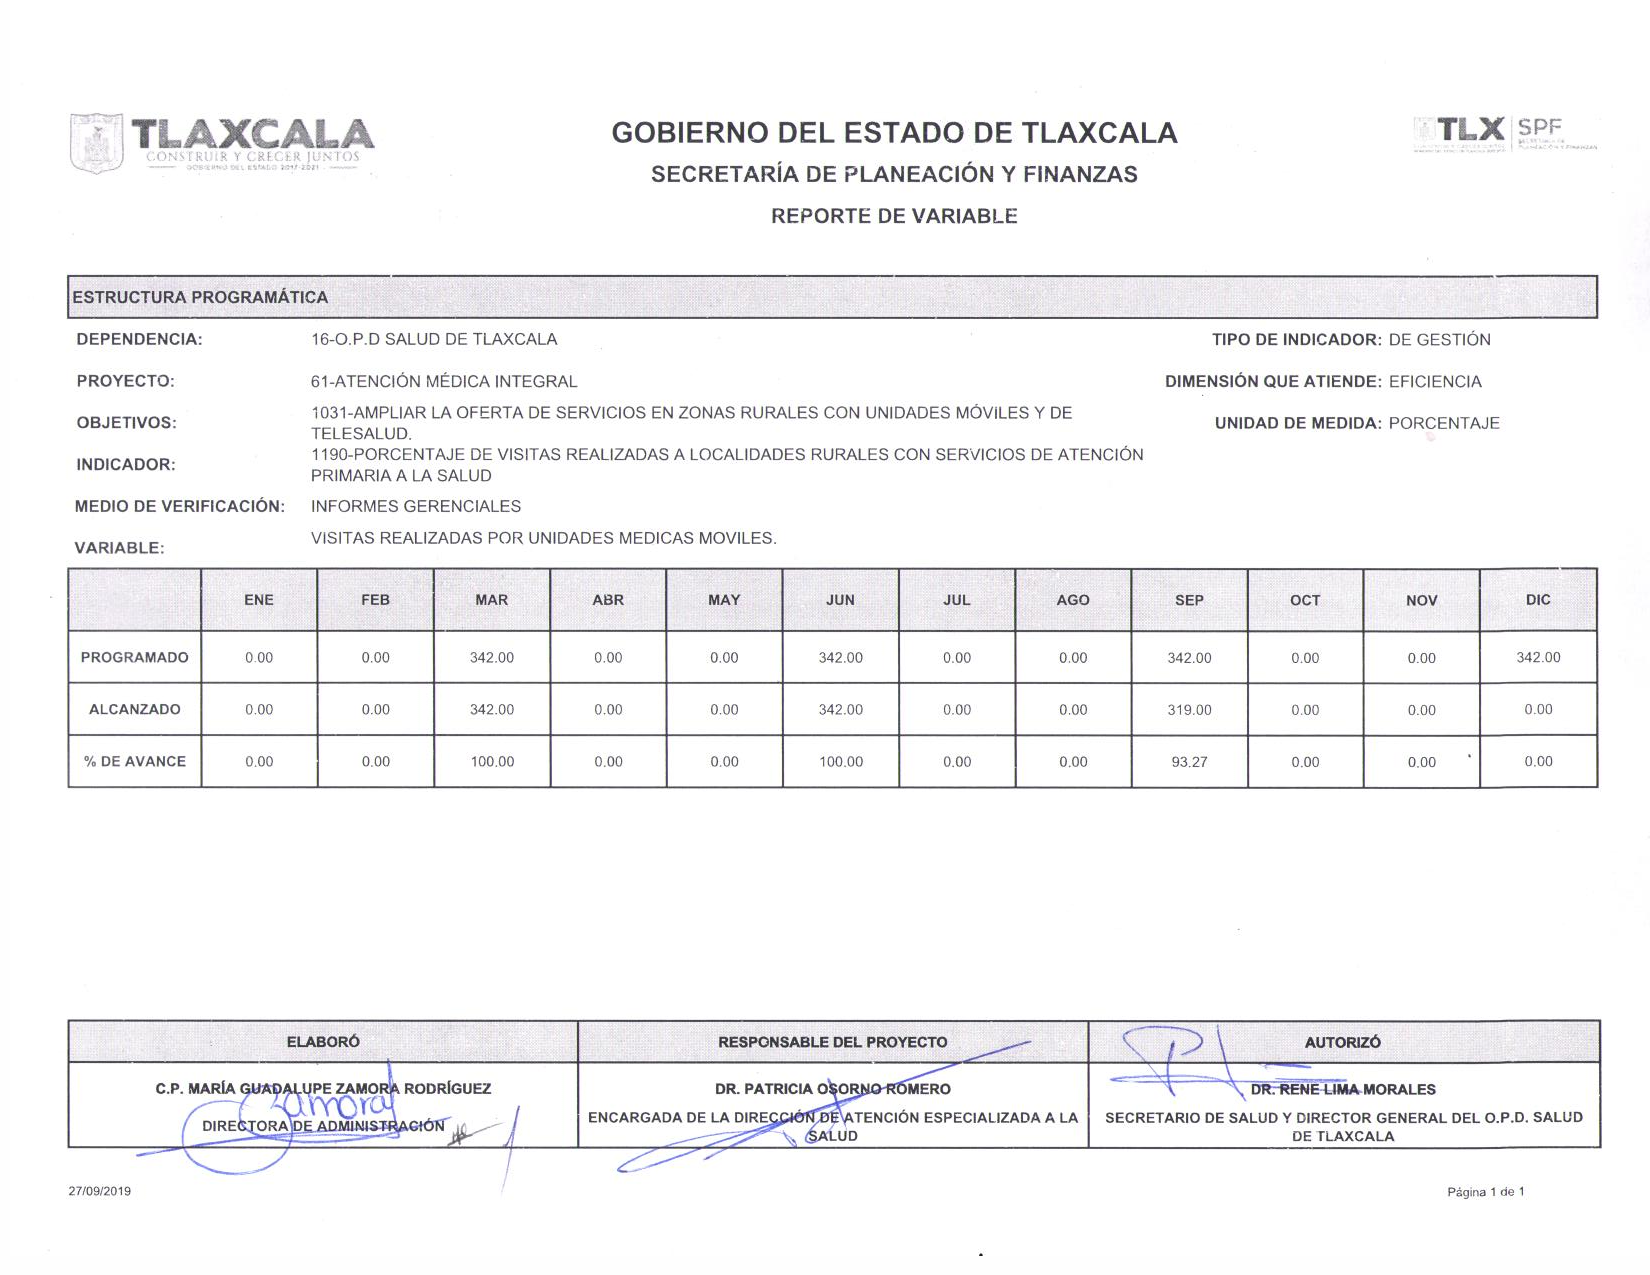 TLAXCALA
CONSTRUIR Y CRECER JUNTOS
GOBIERNO DEL ESTADO 2017-2021
GOBIERNO DEL ESTADO DE TLAXCALA
SECRETARÍA DE PLANEACIÓN Y FINANZAS
REPORTE DE VARIABLE
TLX SPF
ESTRUCTURA PROGRAMÁTICA
DEPENDENCIA: 16-O.P.D SALUD DE TLAXCALA TIPO DE INDICADOR: DE GESTIÓN
PROYECTO: 61-ATENCIÓN MÉDICA INTEGRAL DIMENSIÓN QUE ATIENDE: EFICIENCIA
OBJETIVOS: 1031-AMPLIAR LA OFERTA DE SERVICIOS EN ZONAS RURALES CON UNIDADES MÓVILES Y DE
TELESALUD. UNIDAD DE MEDIDA: PORCENTAJE
INDICADOR: 1190-PORCENTAJE DE VISITAS REALIZADAS A LOCALIDADES RURALES CON SERVICIOS DE ATENCIÓN
PRIMARIA A LA SALUD
MEDIO DE VERIFICACIÓN: INFORMES GERENCIALES
VARIABLE: VISITAS REALIZADAS POR UNIDADES MEDICAS MOVILES.
ENE FEB MAR ABR MAY JUN JUL AGO SEP OCT NOV DIC
PROGRAMADO 0.00 0.00 342.00 0.00 0.00 342.00 0.00 0.00 342.00 0.00 0.00 342.00
ALCANZADO 0.00 0.00 342.00 0.00 0.00 342.00 0.00 0.00 319.00 0.00 0.00 0.00
% DE AVANCE 0.00 0.00 100.00 0.00 0.00 100.00 0.00 0.00 93.27 0.00 0.00 0.00
ELABORÓ
C.P. MARÍA GUADALUPE ZAMORA RODRÍGUEZ
Zamora
DIRECTORA DE ADMINISTRACIÓN
RESPONSABLE DEL PROYECTO
DR. PATRICIA OSORNO ROMERO
ENCARGADA DE LA DIRECCIÓN DE ATENCIÓN ESPECIALIZADA A LA
SALUD
AUTORIZÓ
DR. RENE LIMA MORALES
SECRETARIO DE SALUD Y DIRECTOR GENERAL DEL O.P.D. SALUD
DE TLAXCALA
27/09/2019
Página 1 de 1